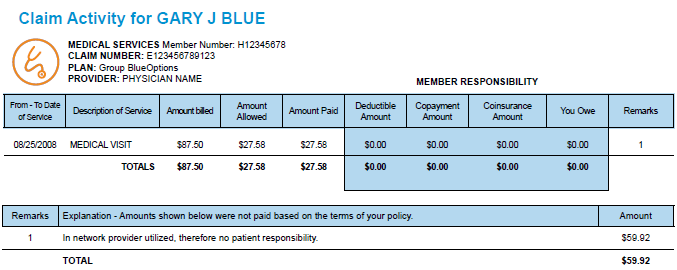 Claim Activity for GARY J BLUE
MEDICAL SERVICES Member Number: H12345678
CLAIM NUMBER: E123456789123
PLAN: Group BlueOptions
PROVIDER: PHYSICIAN NAME
MEMBER RESPONSIBILITY
From - To Date of Service Description of Service Amount billed Amount Allowed Amount Paid Deductible Amount Copayment Amount Coinsurance Amount You Owe Remarks
08/25/2008 MEDICAL VISIT $87.50 $27.58 $27.58 $0.00 $0.00 $0.00 $0.00 1
TOTALS $87.50 $27.58 $27.58 $0.00 $0.00 $0.00 $0.00
Remarks Explanation - Amounts shown below were not paid based on the terms of your policy. Amount
1 In network provider utilized, therefore no patient responsibility. $59.92
TOTAL $59.92